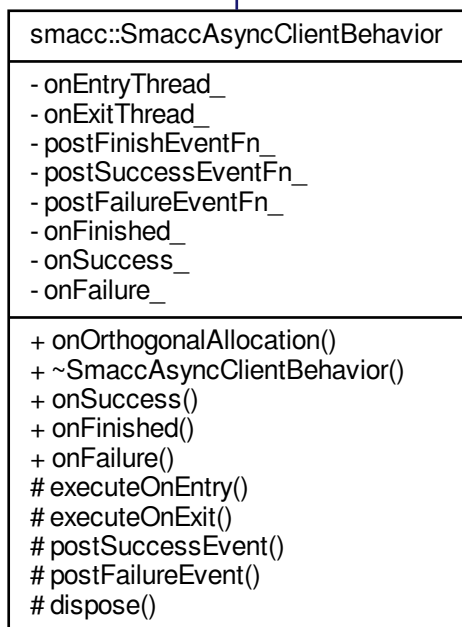 smacc::SmaccAsyncClientBehavior
- onEntryThread_
- onExitThread_
- postFinishEventFn_
- postSuccessEventFn_
- postFailureEventFn_
- onFinished_
- onSuccess_
- onFailure_
+ onOrthogonalAllocation()
+ ~SmaccAsyncClientBehavior()
+ onSuccess()
+ onFinished()
+ onFailure()
# executeOnEntry()
# executeOnExit()
# postSuccessEvent()
# postFailureEvent()
# dispose()